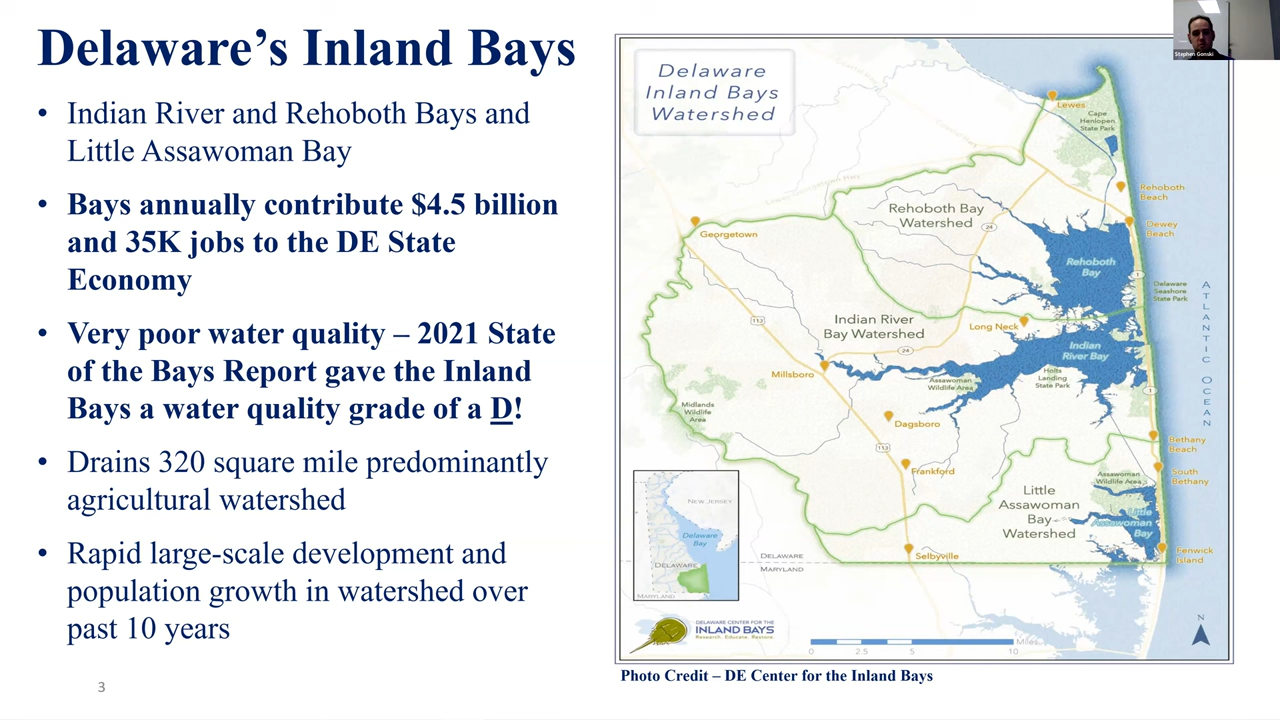 Delaware's Inland Bays
• Indian River and Rehoboth Bays and
Little Assawoman Bay
• Bays annually contribute $4.5 billion
and 35K jobs to the DE State
Economy
• Very poor water quality – 2021 State
of the Bays Report gave the Inland
Bays a water quality grade of a D!
• Drains 320 square mile predominantly
agricultural watershed
• Rapid large-scale development and
population growth in watershed over
past 10 years
3
Stephen Gonski
Delaware
Inland Bays
Watershed
Lewes
Cape
Henlopen
State Park
Rehoboth
Beach
Rehoboth Bay
Watershed
24
Dewey
Beach
Georgetown
Rehoboth
Bay
1
Delaware
Seashore
State Park
ATLANTIC OCEAN
113
Indian River
Bay Watershed
Long Neck
24
Indian
River Bay
Millsboro
Assawoman
Wildlife Area
Holts
Landing
State Park
1
Midlands
Wildlife
Area
Dagsboro
113
Bethany
Beach
Frankford
Assawoman
Wildlife Area
South
Bethany
Little
Assawoman
Bay
Watershed
Little
Assawoman
Bay
NEW JERSEY
Delaware
Bay
DELAWARE
MARYLAND
DELAWARE
MARYLAND
Selbyville
Fenwick
Island
DELAWARE CENTER FOR THE
INLAND BAYS
Research. Educate. Restore.
Miles
0 2.5 5 10
N
Photo Credit – DE Center for the Inland Bays